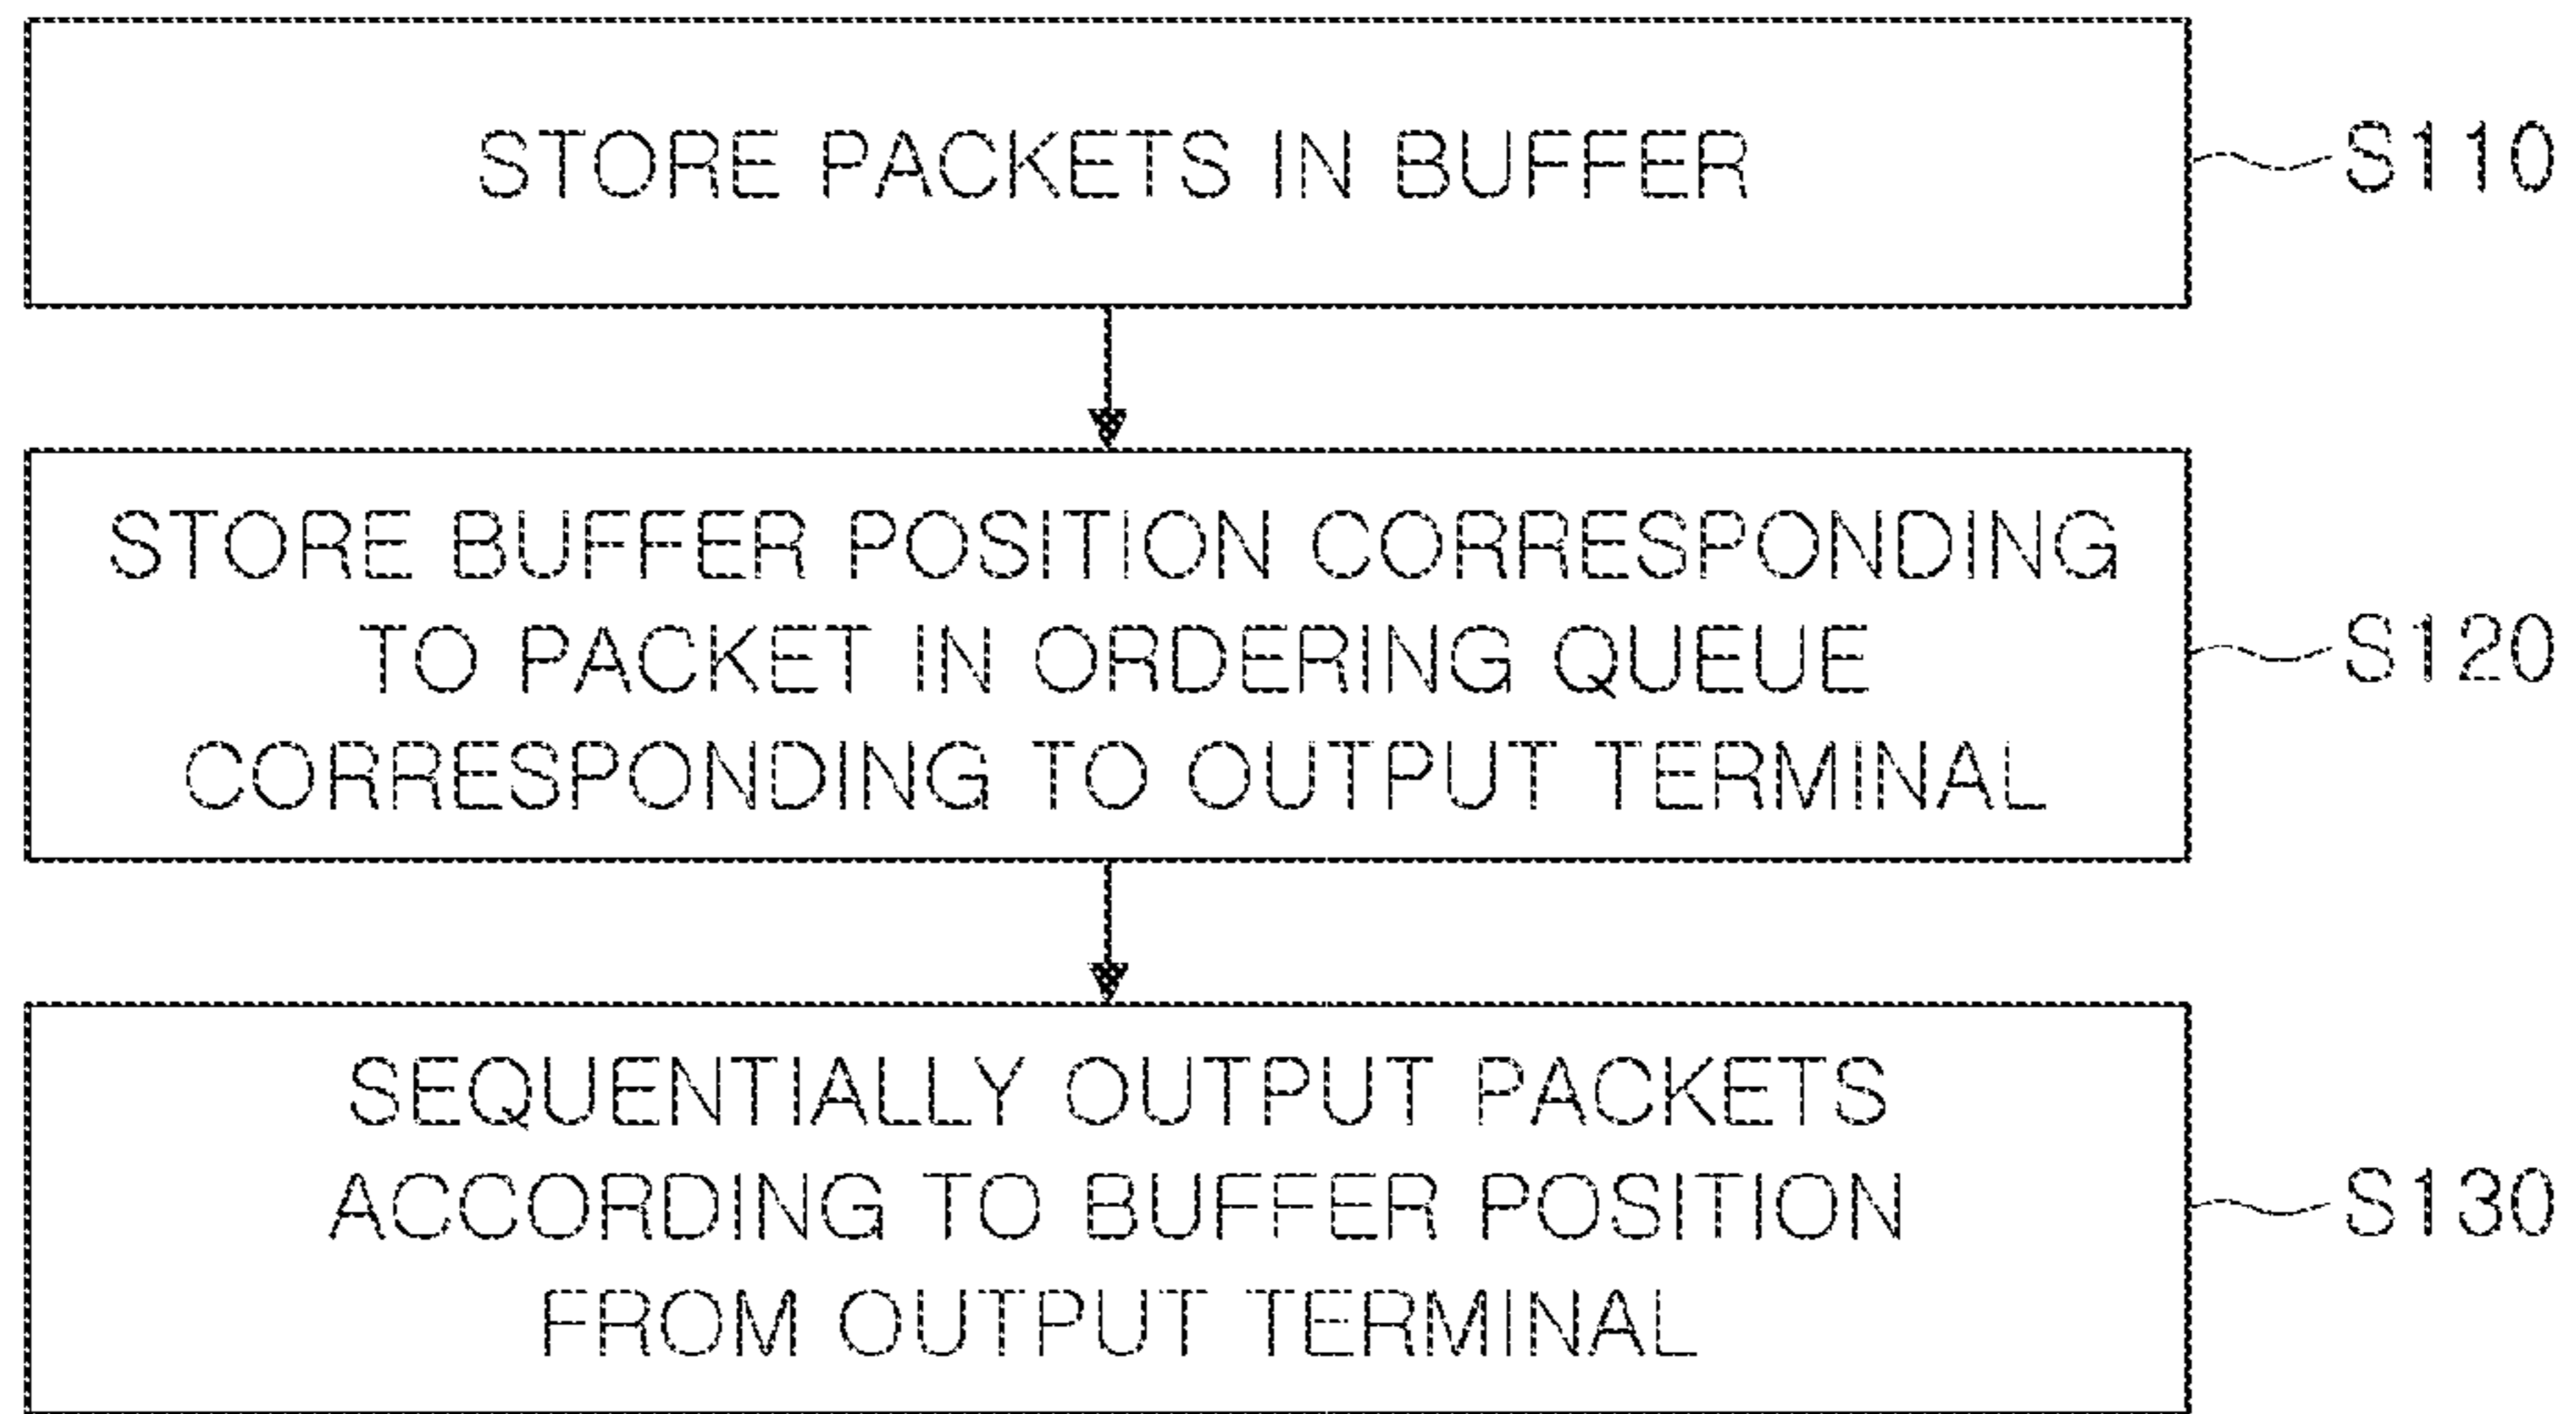 STORE PACKETS IN BUFFER
S110
STORE BUFFER POSITION CORRESPONDING
TO PACKET IN ORDERING QUEUE
CORRESPONDING TO OUTPUT TERMINAL
S120
SEQUENTIALLY OUTPUT PACKETS
ACCORDING TO BUFFER POSITION
FROM OUTPUT TERMINAL
S130